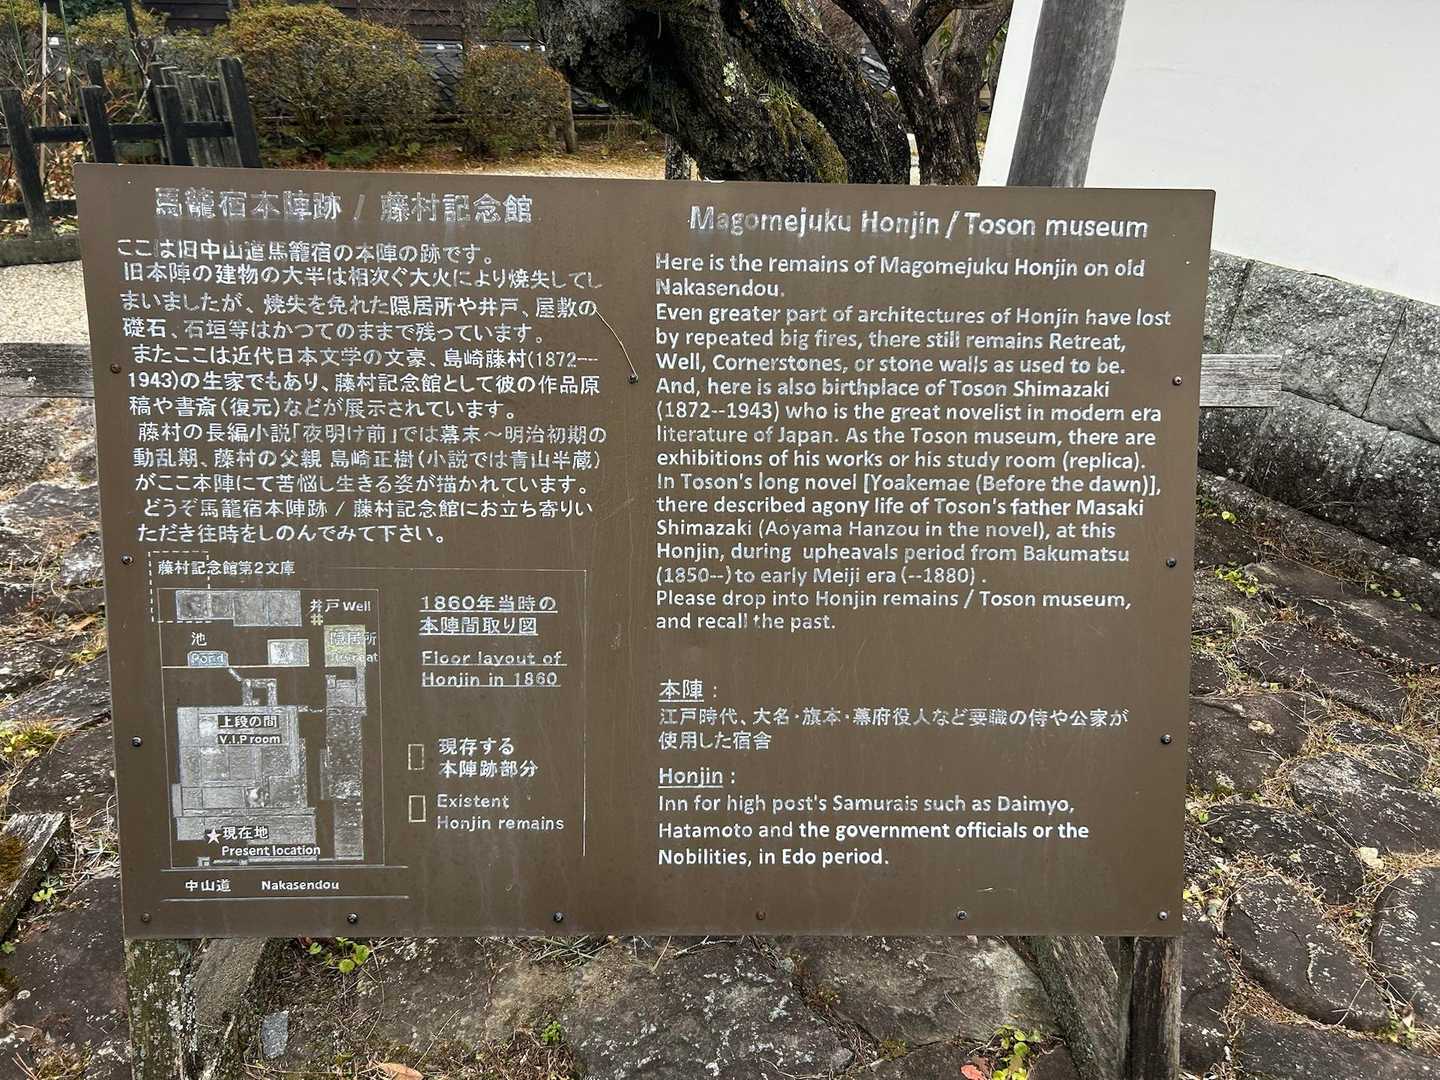 馬籠宿本陣跡 / 藤村記念館
ここは旧中山道馬籠宿の本陣の跡です。
旧本陣の建物の大半は相次ぐ大火により焼失してし
まいましたが、焼失を免れた隠居所や井戸、屋敷の
礎石、石垣等はかつてのままで残っています。
またここは近代日本文学の文豪、島崎藤村(1872--
1943)の生家でもあり、藤村記念館として彼の作品原
稿や書斎(復元)などが展示されています。
藤村の長編小説「夜明け前」では幕末～明治初期の
動乱期、藤村の父親 島崎正樹(小説では青山半蔵)
がここ本陣にて苦悩し生きる姿が描かれています。
どうぞ馬籠宿本陣跡 / 藤村記念館にお立ち寄りい
ただき往時をしのんでみて下さい。
藤村記念館第2文庫
井戸 Well
池
Pond
隠居所
Retreat
上段の間
V.I.P room
★現在地
Present location
中山道 Nakasendou
1860年当時の
本陣間取り図
Floor layout of
Honjin in 1860
現存する
本陣跡部分
Existent
Honjin remains
Magomejuku Honjin / Toson museum
Here is the remains of Magomejuku Honjin on old
Nakasendou.
Even greater part of architectures of Honjin have lost
by repeated big fires, there still remains Retreat,
Well, Cornerstones, or stone walls as used to be.
And, here is also birthplace of Toson Shimazaki
(1872--1943) who is the great novelist in modern era
literature of Japan. As the Toson museum, there are
exhibitions of his works or his study room (replica).
In Toson's long novel [Yoakemae (Before the dawn)],
there described agony life of Toson's father Masaki
Shimazaki (Aoyama Hanzou in the novel), at this
Honjin, during upheavals period from Bakumatsu
(1850--) to early Meiji era (--1880) .
Please drop into Honjin remains / Toson museum,
and recall the past.
本陣 :
江戸時代、大名・旗本・幕府役人など要職の侍や公家が
使用した宿舎
Honjin :
Inn for high post's Samurais such as Daimyo,
Hatamoto and the government officials or the
Nobilities, in Edo period.